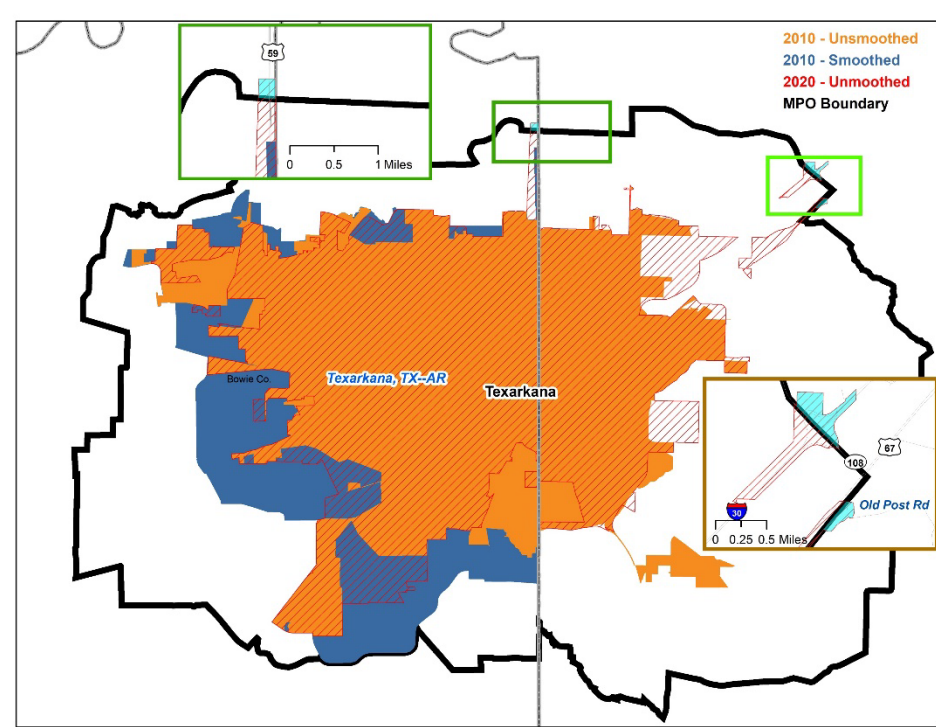 59
0 0.5 1 Miles
2010 - Unsmoothed
2010 - Smoothed
2020 - Unmoothed
MPO Boundary
Bowie Co.
Texarkana, TX--AR
Texarkana
67
108
Old Post Rd
30
0 0.25 0.5 Miles